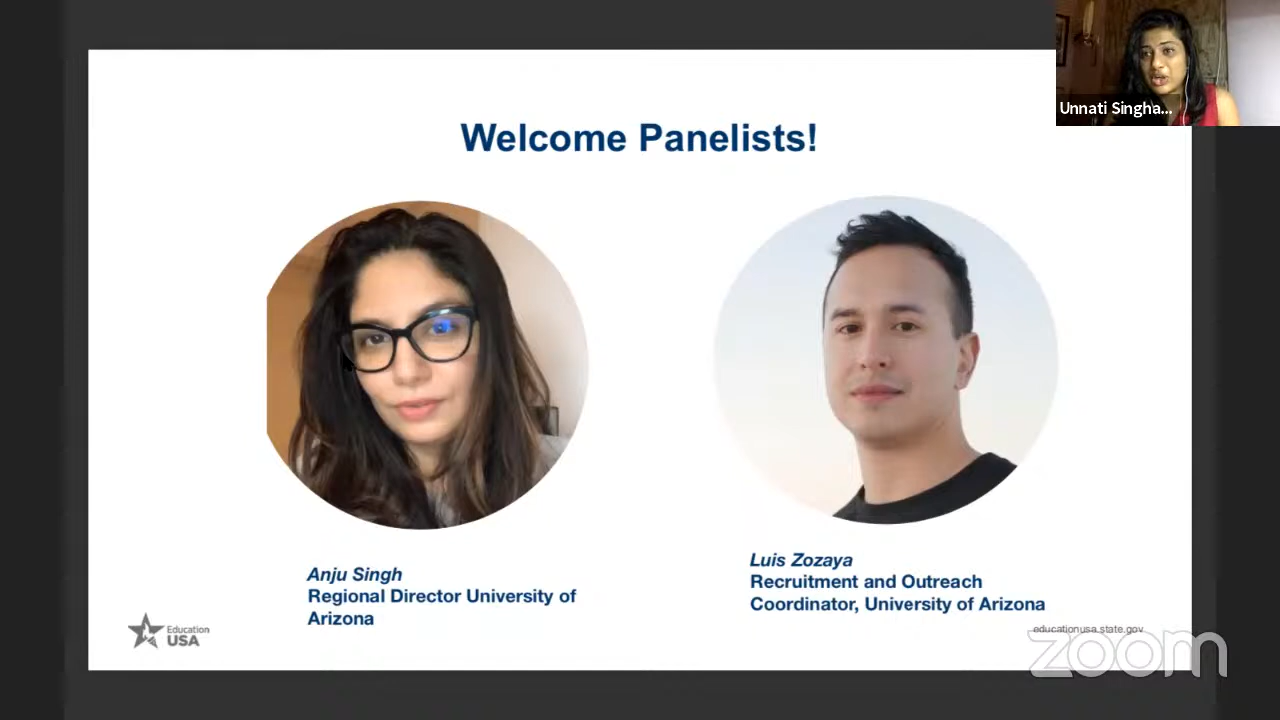 Unnati Singha...
Welcome Panelists!
Anju Singh
Regional Director University of
Arizona
Luis Zozaya
Recruitment and Outreach
Coordinator, University of Arizona
Education
USA
educationusa.state.gov
zoom